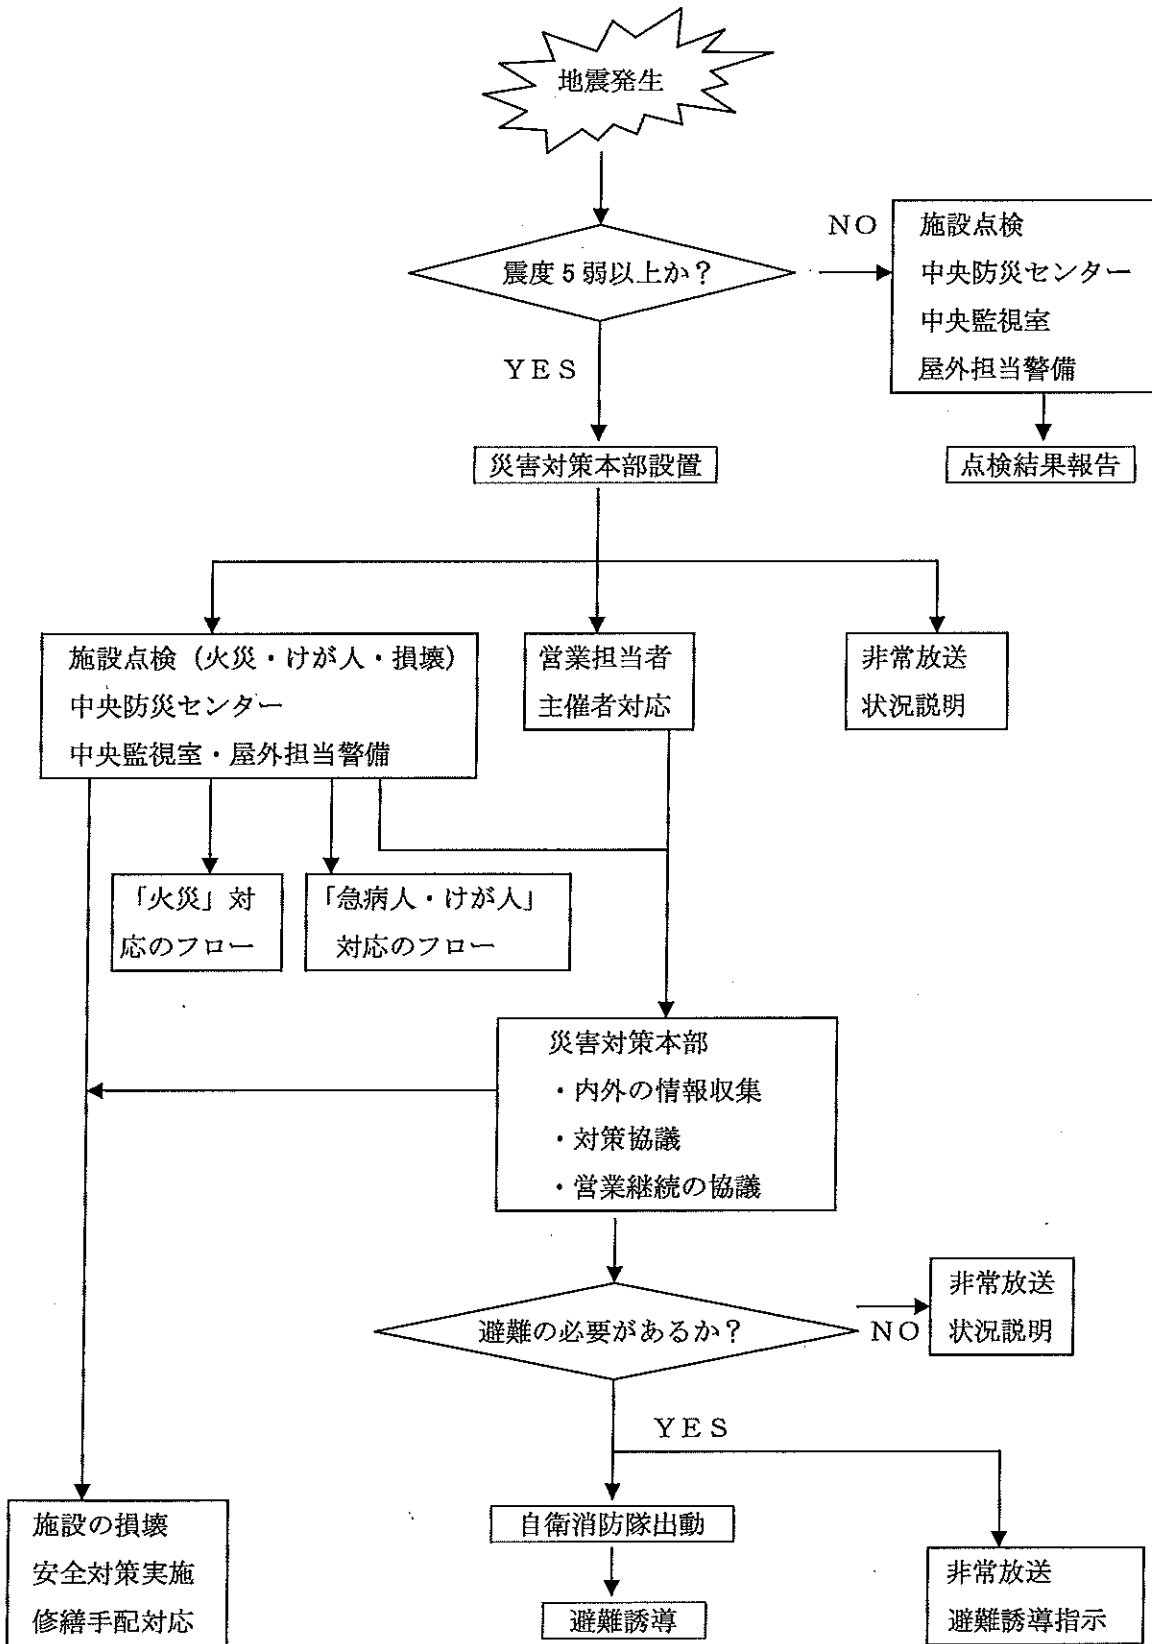 地震発生
震度5弱以上か?
NO
施設点検
中央防災センター
中央監視室
屋外担当警備
YES
災害対策本部設置
点検結果報告
施設点検(火災・けが人・損壊)
中央防災センター
中央監視室・屋外担当警備
営業担当者
主催者対応
非常放送
状況説明
「火災」対
応のフロー
「急病人・けが人」
対応のフロー
災害対策本部
・内外の情報収集
・対策協議
・営業継続の協議
避難の必要があるか?
NO
非常放送
状況説明
YES
施設の損壊
安全対策実施
修繕手配対応
自衛消防隊出動
避難誘導
非常放送
避難誘導指示